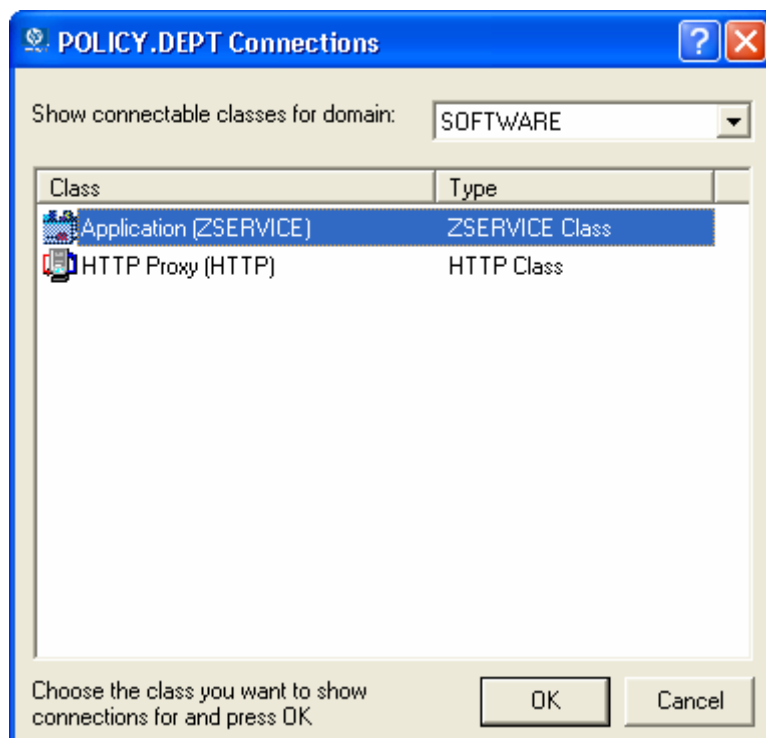 POLICY.DEPT Connections
Show connectable classes for domain: SOFTWARE
Class Type
Application (ZSERVICE) ZSERVICE Class
HTTP Proxy (HTTP) HTTP Class
Choose the class you want to show
connections for and press OK
OK Cancel